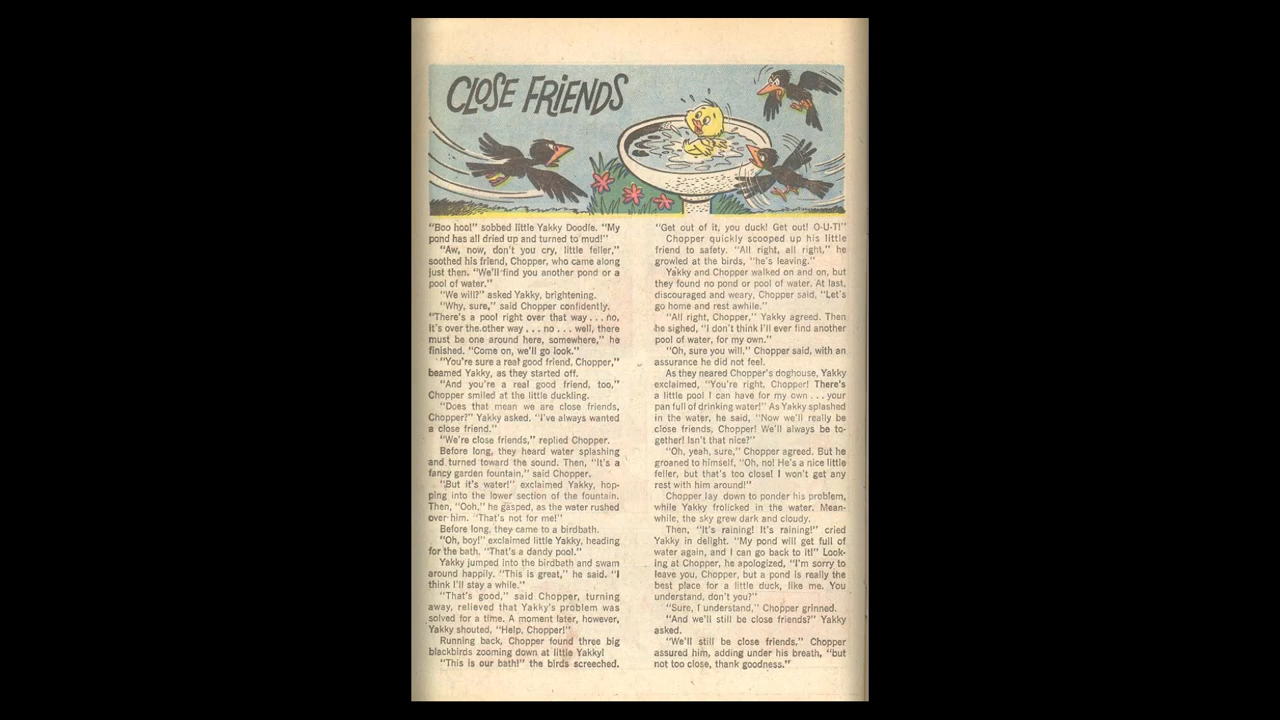 CLOSE FRIENDS
"Boo hoo!" sobbed little Yakky Doodle. "My
pond has all dried up and turned to mud!"
"Aw, now, don't you cry, little feller,"
soothed his friend, Chopper, who came along
just then. "We'll find you another pond or a
pool of water."
"We will?" asked Yakky, brightening.
"Why, sure," said Chopper confidently.
"There's a pool right over that way . . . no,
it's over the other way . . . no . . . well, there
must be one around here, somewhere," he
finished. "Come on, we'll go look."
"You're sure a real good friend, Chopper,"
beamed Yakky, as they started off.
"And you're a real good friend, too,"
Chopper smiled at the little duckling.
"Does that mean we are close friends,
Chopper?" Yakky asked. "I've always wanted
a close friend."
"We're close friends," replied Chopper.
Before long, they heard water splashing
and turned toward the sound. Then, "It's a
fancy garden fountain," said Chopper.
"But it's water!" exclaimed Yakky, hop-
ping into the lower section of the fountain.
Then, "Ooh," he gasped, as the water rushed
over him. "That's not for me!"
Before long, they came to a birdbath.
"Oh, boy!" exclaimed little Yakky, heading
for the bath. "That's a dandy pool."
Yakky jumped into the birdbath and swam
around happily. "This is great," he said. "I
think I'll stay a while."
"That's good," said Chopper, turning
away, relieved that Yakky's problem was
solved for a time. A moment later, however,
Yakky shouted, "Help, Chopper!"
Running back, Chopper found three big
blackbirds zooming down at little Yakky!
"This is our bath!" the birds screeched.
"Get out of it, you duck! Get out! O-U-T!"
Chopper quickly scooped up his little
friend to safety. "All right, all right," he
growled at the birds, "he's leaving."
Yakky and Chopper walked on and on, but
they found no pond or pool of water. At last,
discouraged and weary, Chopper said, "Let's
go home and rest awhile."
"All right, Chopper," Yakky agreed. Then
he sighed, "I don't think I'll ever find another
pool of water, for my own."
"Oh, sure you will," Chopper said, with an
assurance he did not feel.
As they neared Chopper's doghouse, Yakky
exclaimed, "You're right, Chopper! There's
a little pool I can have for my own . . . your
pan full of drinking water!" As Yakky splashed
in the water, he said, "Now we'll really be
close friends, Chopper! We'll always be to-
gether! Isn't that nice?"
"Oh, yeah, sure," Chopper agreed. But he
groaned to himself, "Oh, no! He's a nice little
feller, but that's too close! I won't get any
rest with him around!"
Chopper lay down to ponder his problem,
while Yakky frolicked in the water. Mean-
while, the sky grew dark and cloudy.
Then, "It's raining! It's raining!" cried
Yakky in delight. "My pond will get full of
water again, and I can go back to it!" Look-
ing at Chopper, he apologized, "I'm sorry to
leave you, Chopper, but a pond is really the
best place for a little duck, like me. You
understand, don't you?"
"Sure, I understand," Chopper grinned.
"And we'll still be close friends?" Yakky
asked.
"We'll still be close friends." Chopper
assured him, adding under his breath, "but
not too close, thank goodness."